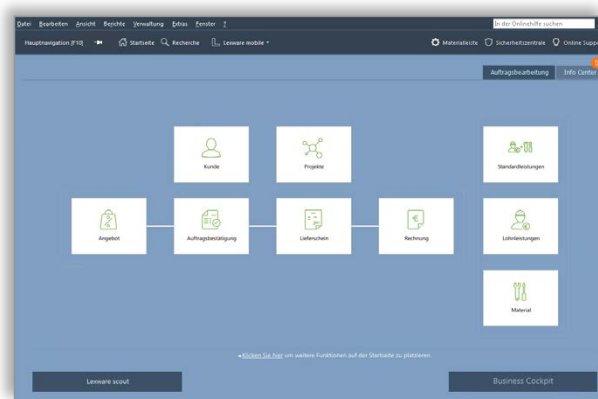 Datei Bearbeiten Ansicht Berichte Verwaltung Extras Fenster ?
In der Onlinehilfe suchen
Hauptnavigation [F10] Startseite Recherche Lexware mobile Materialliste Sicherheitszentrale Online Suppo
Auftragsbearbeitung Info Center
Kunde Projekte Standardleistungen
Angebot Auftragsbestätigung Lieferschein Rechnung Lohnleistungen
Material
Klicken Sie hier um weitere Funktionen auf der Startseite zu platzieren.
Lexware scout Business Cockpit